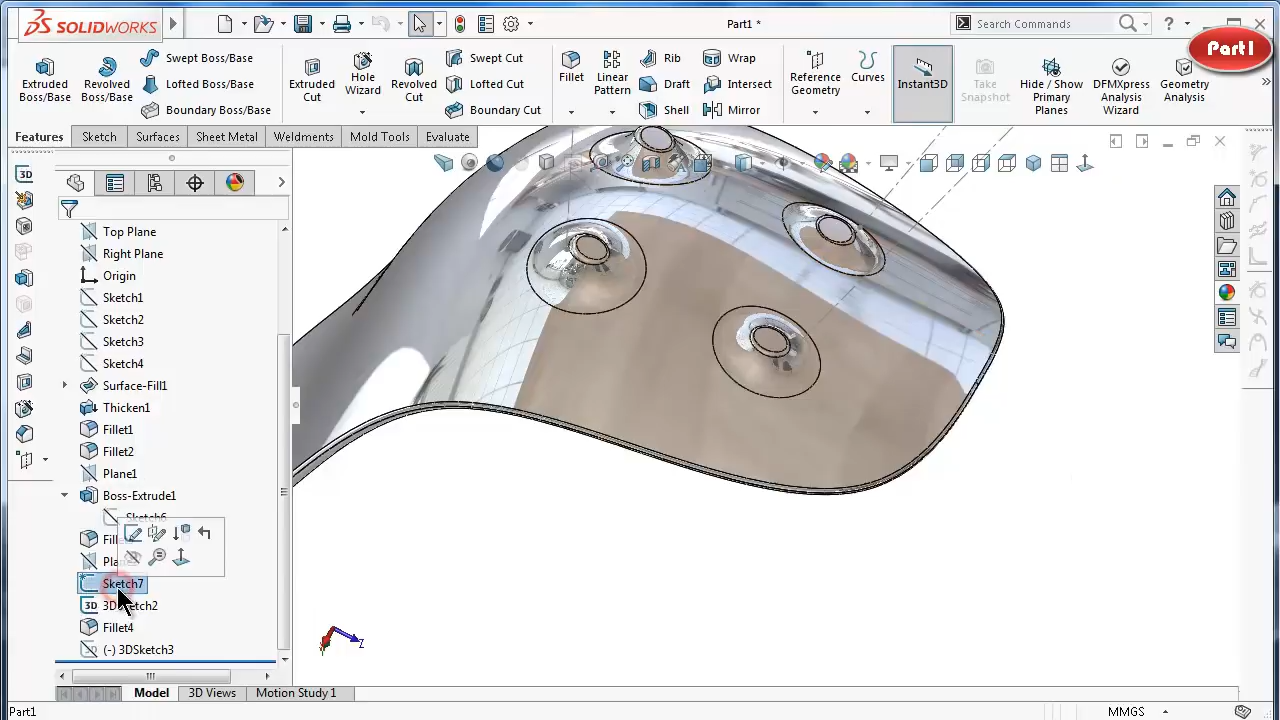 SOLIDWORKS
Part1 *
Search Commands
Part1
Extruded Boss/Base
Revolved Boss/Base
Swept Boss/Base
Lofted Boss/Base
Boundary Boss/Base
Extruded Cut
Hole Wizard
Revolved Cut
Swept Cut
Lofted Cut
Boundary Cut
Fillet
Linear Pattern
Rib
Draft
Shell
Wrap
Intersect
Mirror
Reference Geometry
Curves
Instant3D
Take Snapshot
Hide / Show Primary Planes
DFMXpress Analysis Wizard
Geometry Analysis
Features
Sketch
Surfaces
Sheet Metal
Weldments
Mold Tools
Evaluate
Top Plane
Right Plane
Origin
Sketch1
Sketch2
Sketch3
Sketch4
Surface-Fill1
Thicken1
Fillet1
Fillet2
Plane1
Boss-Extrude1
Sketch6
Sketch7
3DSketch2
Fillet4
(-) 3DSketch3
Z
Model
3D Views
Motion Study 1
Part1
MMGS